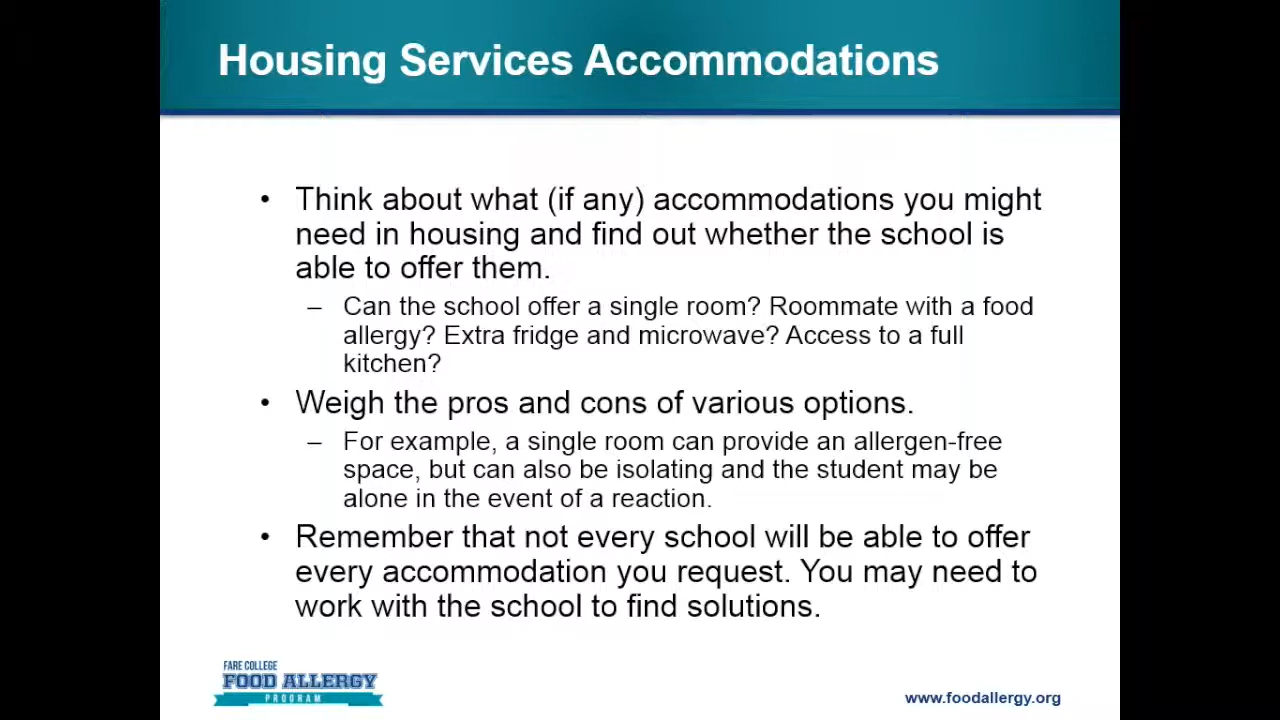 Housing Services Accommodations
• Think about what (if any) accommodations you might
need in housing and find out whether the school is
able to offer them.
– Can the school offer a single room? Roommate with a food
allergy? Extra fridge and microwave? Access to a full
kitchen?
• Weigh the pros and cons of various options.
– For example, a single room can provide an allergen-free
space, but can also be isolating and the student may be
alone in the event of a reaction.
• Remember that not every school will be able to offer
every accommodation you request. You may need to
work with the school to find solutions.
FARE COLLEGE
FOOD ALLERGY
PROGRAM
www.foodallergy.org